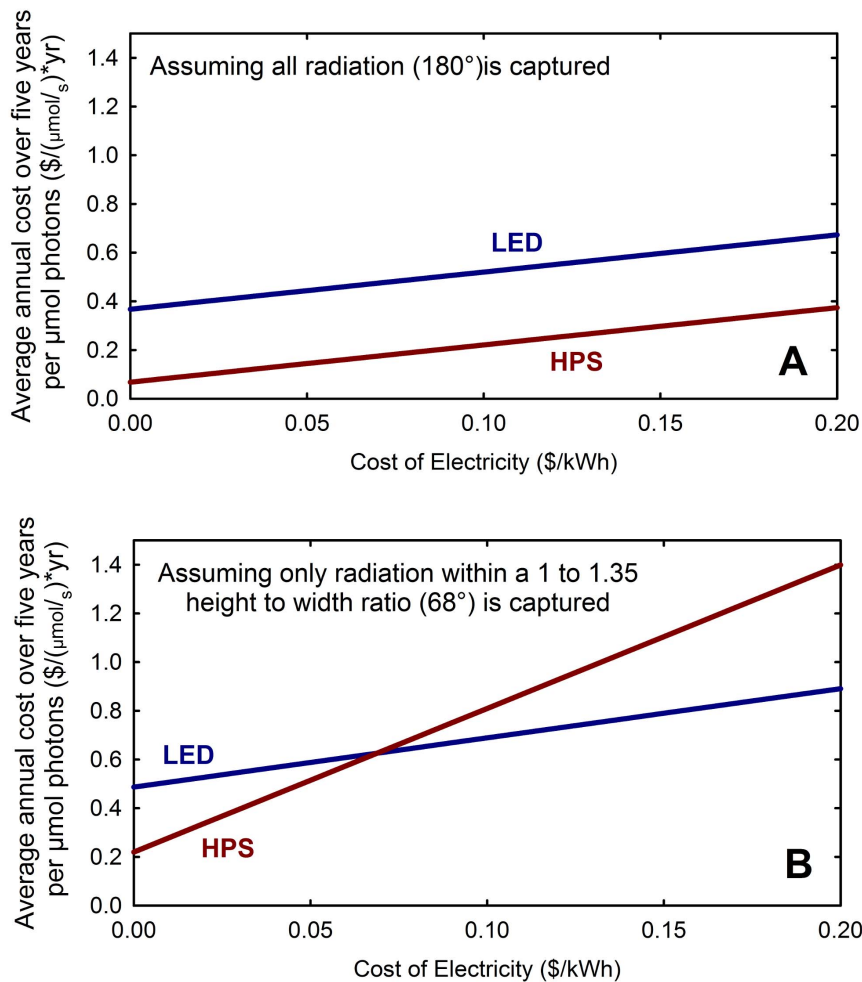 Average annual cost over five years
per µmol photons ($/(µmol/s)*yr)
1.4
1.2
1.0
0.8
0.6
0.4
0.2
0.0
Assuming all radiation (180°)is captured
LED
HPS
A
0.00
0.05
0.10
0.15
0.20
Cost of Electricity ($/kWh)
Average annual cost over five years
per µmol photons ($/(µmol/s)*yr)
1.4
1.2
1.0
0.8
0.6
0.4
0.2
0.0
Assuming only radiation within a 1 to 1.35
height to width ratio (68°) is captured
LED
HPS
B
0.00
0.05
0.10
0.15
0.20
Cost of Electricity ($/kWh)